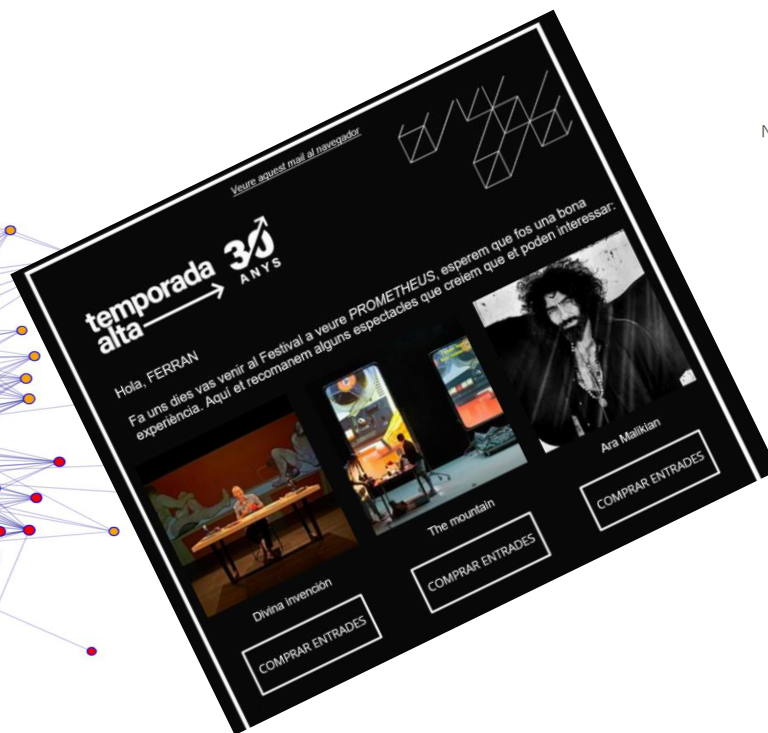 Veure aquest mail al navegador
temporada
alta
30
ANYS
Hola, FERRAN
Fa uns dies vas venir al Festival a veure PROMETHEUS, esperem que fos una bona
experiència. Aquí et recomanem alguns espectacles que creiem que et poden interessar:
Divina invención
The mountain
Ara Malikian
COMPRAR ENTRADES
COMPRAR ENTRADES
COMPRAR ENTRADES
N